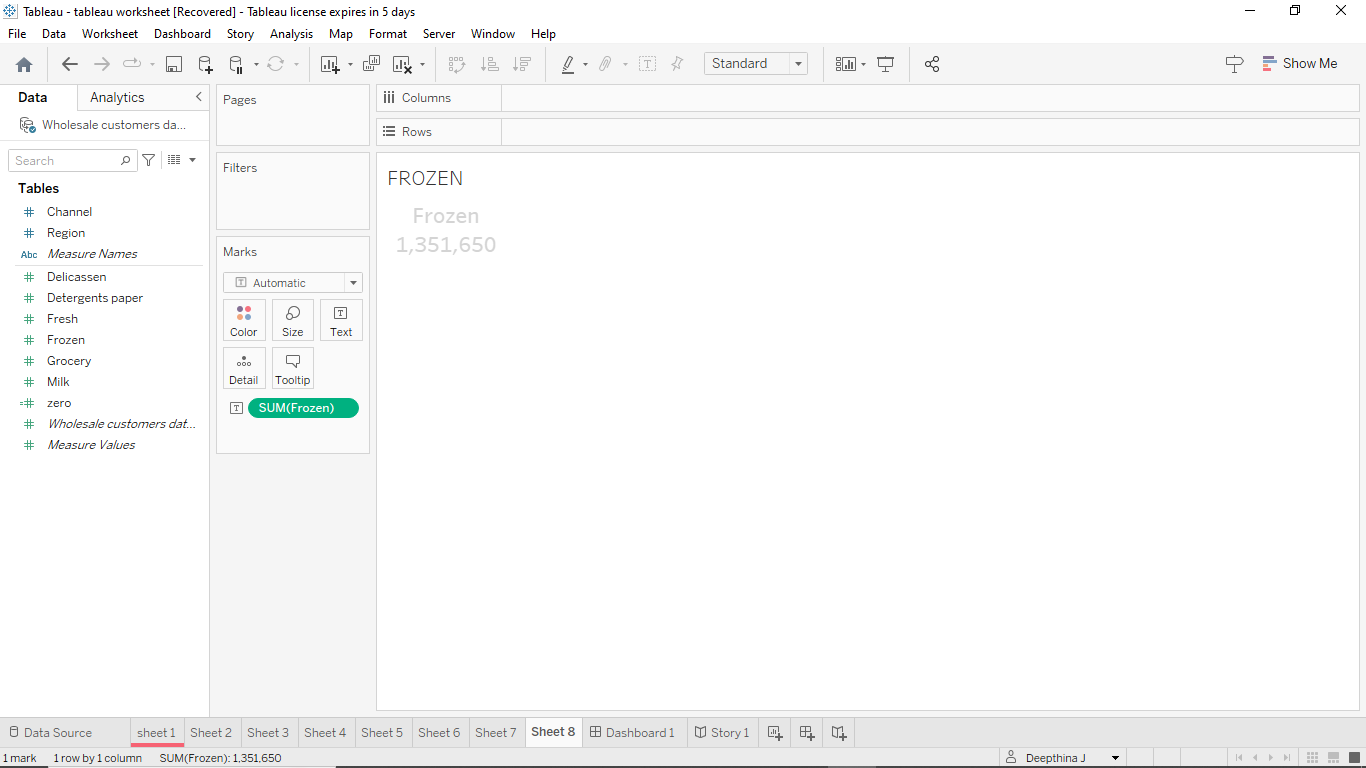 Tableau - tableau worksheet [Recovered] - Tableau license expires in 5 days
File Data Worksheet Dashboard Story Analysis Map Format Server Window Help
Standard
Show Me
Data Analytics
Wholesale customers da...
Search
Tables
Channel
Region
Abc Measure Names
Delicassen
Detergents paper
Fresh
Frozen
Grocery
Milk
zero
Wholesale customers dat...
Measure Values
Pages
Filters
Marks
Automatic
Color Size Text
Detail Tooltip
SUM(Frozen)
Columns
Rows
FROZEN
Frozen
1,351,650
Data Source sheet 1 Sheet 2 Sheet 3 Sheet 4 Sheet 5 Sheet 6 Sheet 7 Sheet 8 Dashboard 1 Story 1
1 mark 1 row by 1 column SUM(Frozen): 1,351,650 Deepthina J